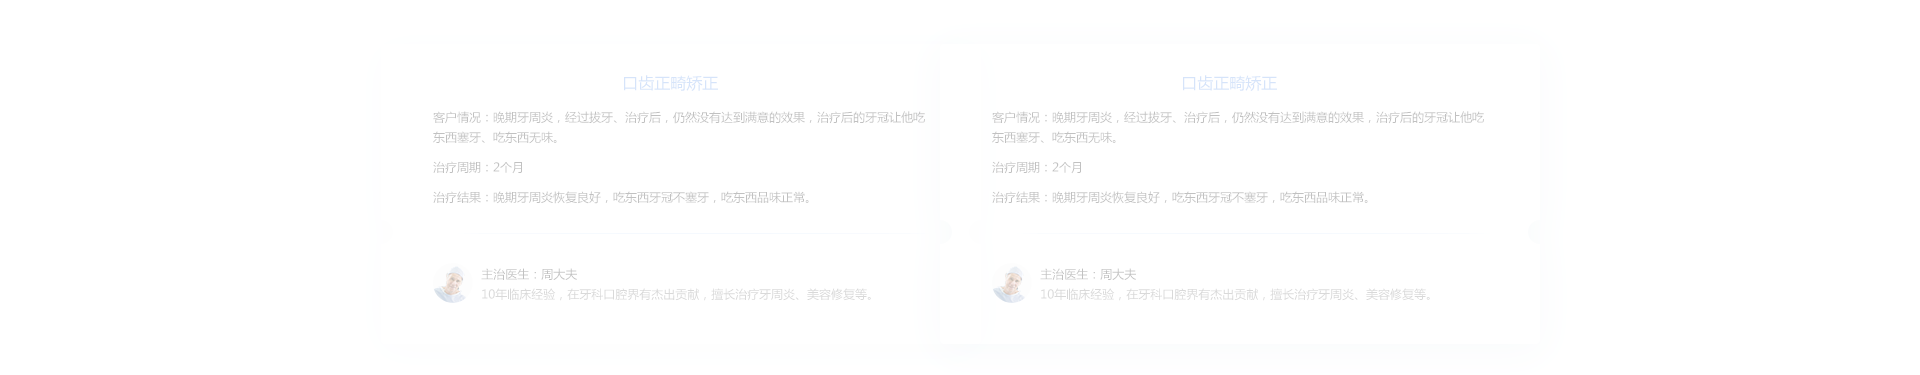 口齿正畸矫正
客户情况：晚期牙周炎，经过拔牙、治疗后，仍然没有达到满意的效果，治疗后的牙冠让他吃
东西塞牙、吃东西无味。
治疗周期：2个月
治疗结果：晚期牙周炎恢复良好，吃东西牙冠不塞牙，吃东西品味正常。
主治医生：周大夫
10年临床经验，在牙科口腔界有杰出贡献，擅长治疗牙周炎、美容修复等。
口齿正畸矫正
客户情况：晚期牙周炎，经过拔牙、治疗后，仍然没有达到满意的效果，治疗后的牙冠让他吃
东西塞牙、吃东西无味。
治疗周期：2个月
治疗结果：晚期牙周炎恢复良好，吃东西牙冠不塞牙，吃东西品味正常。
主治医生：周大夫
10年临床经验，在牙科口腔界有杰出贡献，擅长治疗牙周炎、美容修复等。